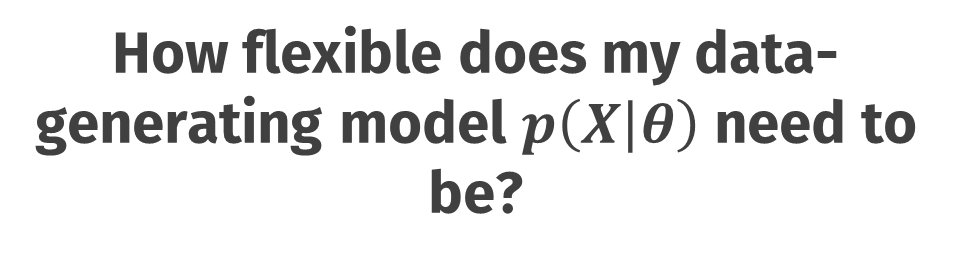 How flexible does my data-
generating model p(X|θ) need to
be?